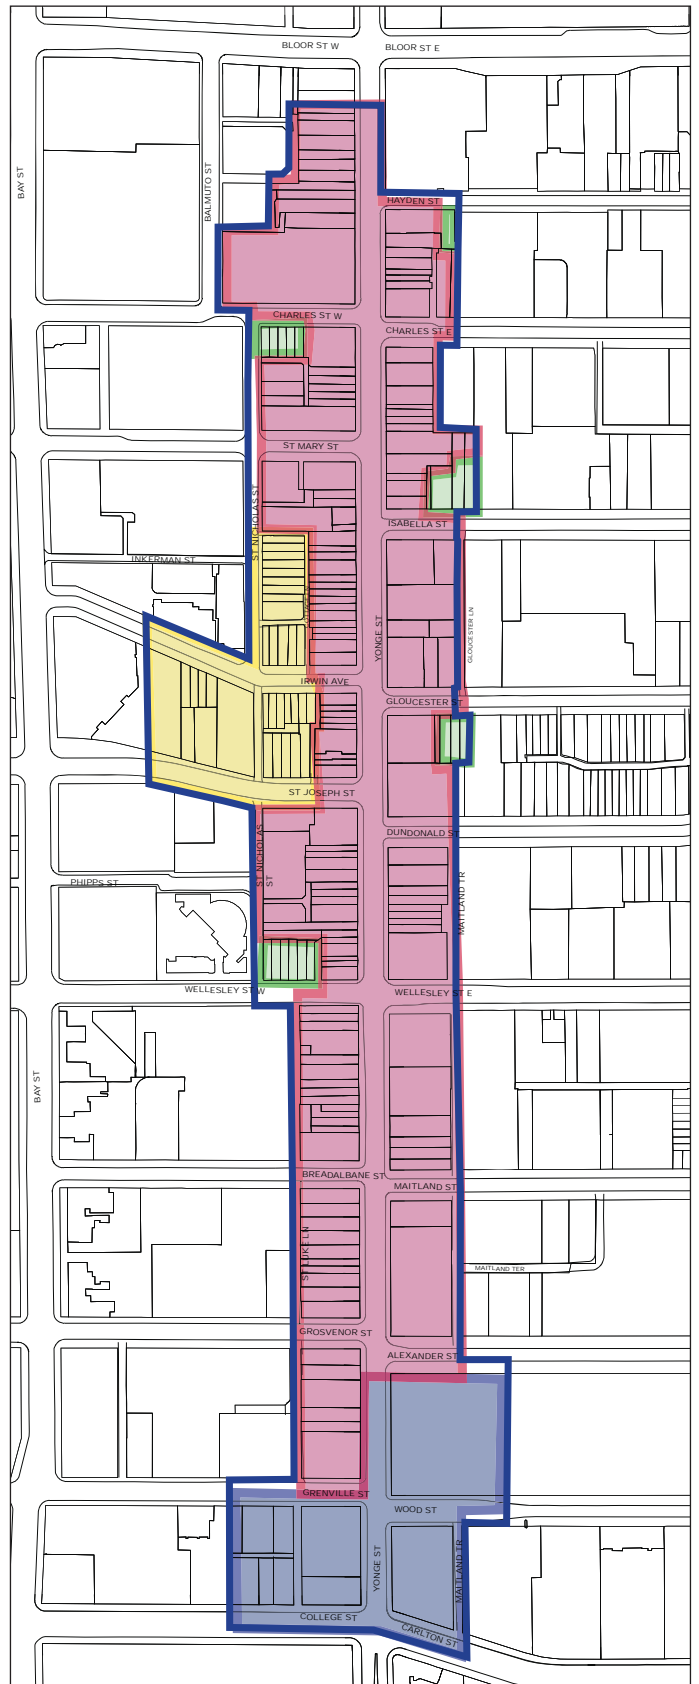 BLOOR ST W
BLOOR ST E
BAY ST
BALMUTO ST
HAYDEN ST
CHARLES ST W
CHARLES ST E
ST MARY ST
ST NICHOLAS ST
ISABELLA ST
INKERMAN ST
YONGE ST
GLOUCESTER LN
IRWIN AVE
GLOUCESTER ST
ST JOSEPH ST
DUNDONALD ST
ST NICHOLAS
ST
PHIPPS ST
MAITLAND TR
WELLESLEY ST W
WELLESLEY ST E
BAY ST
BREADALBANE ST
MAITLAND ST
ST LUKE LN
MAITLAND TER
GROSVENOR ST
ALEXANDER ST
GRENVILLE ST
WOOD ST
YONGE ST
MAITLAND TR
COLLEGE ST
CARLTON ST